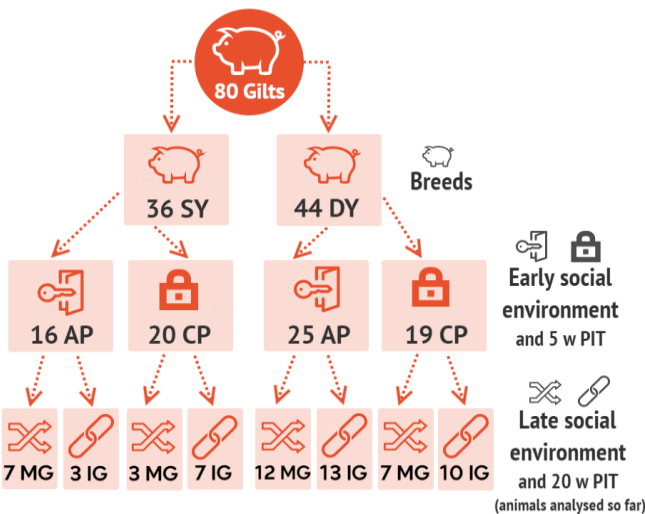 80 Gilts
36 SY
44 DY
Breeds
16 AP
20 CP
25 AP
19 CP
Early social
environment
and 5 w PIT
7 MG
3 IG
3 MG
7 IG
12 MG
13 IG
7 MG
10 IG
Late social
environment
and 20 w PIT
(animals analysed so far)